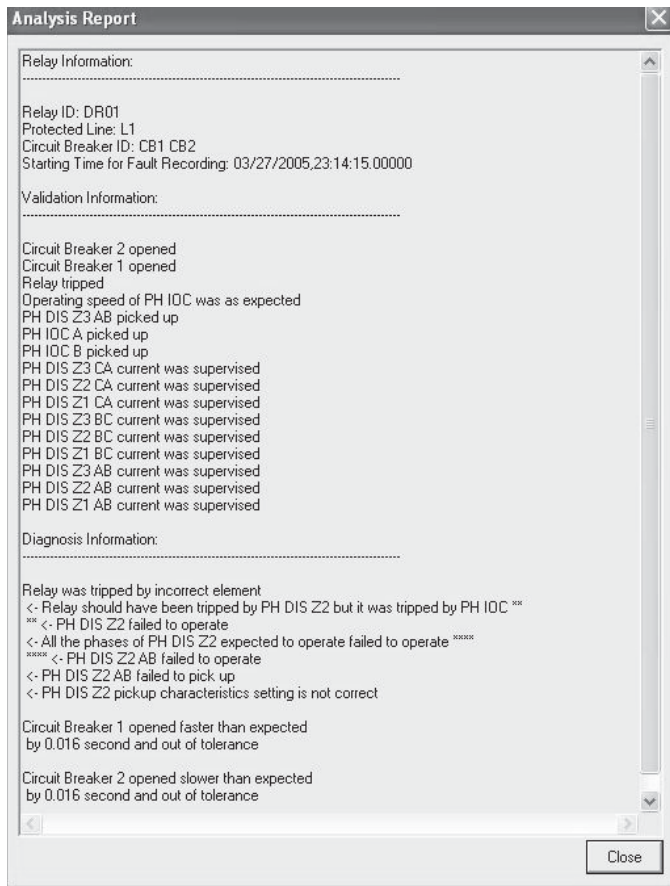 Analysis Report
Relay Information:
Relay ID: DR01
Protected Line: L1
Circuit Breaker ID: CB1 CB2
Starting Time for Fault Recording: 03/27/2005,23:14:15.00000
Validation Information:
Circuit Breaker 2 opened
Circuit Breaker 1 opened
Relay tripped
Operating speed of PH IOC was as expected
PH DIS Z3 AB picked up
PH IOC A picked up
PH IOC B picked up
PH DIS Z3 CA current was supervised
PH DIS Z2 CA current was supervised
PH DIS Z1 CA current was supervised
PH DIS Z3 BC current was supervised
PH DIS Z2 BC current was supervised
PH DIS Z1 BC current was supervised
PH DIS Z3 AB current was supervised
PH DIS Z2 AB current was supervised
PH DIS Z1 AB current was supervised
Diagnosis Information:
Relay was tripped by incorrect element
<- Relay should have been tripped by PH DIS Z2 but it was tripped by PH IOC **
** <- PH DIS Z2 failed to operate
<- All the phases of PH DIS Z2 expected to operate failed to operate ****
**** <- PH DIS Z2 AB failed to operate
<- PH DIS Z2 AB failed to pick up
<- PH DIS Z2 pickup characteristics setting is not correct
Circuit Breaker 1 opened faster than expected
by 0.016 second and out of tolerance
Circuit Breaker 2 opened slower than expected
by 0.016 second and out of tolerance
Close